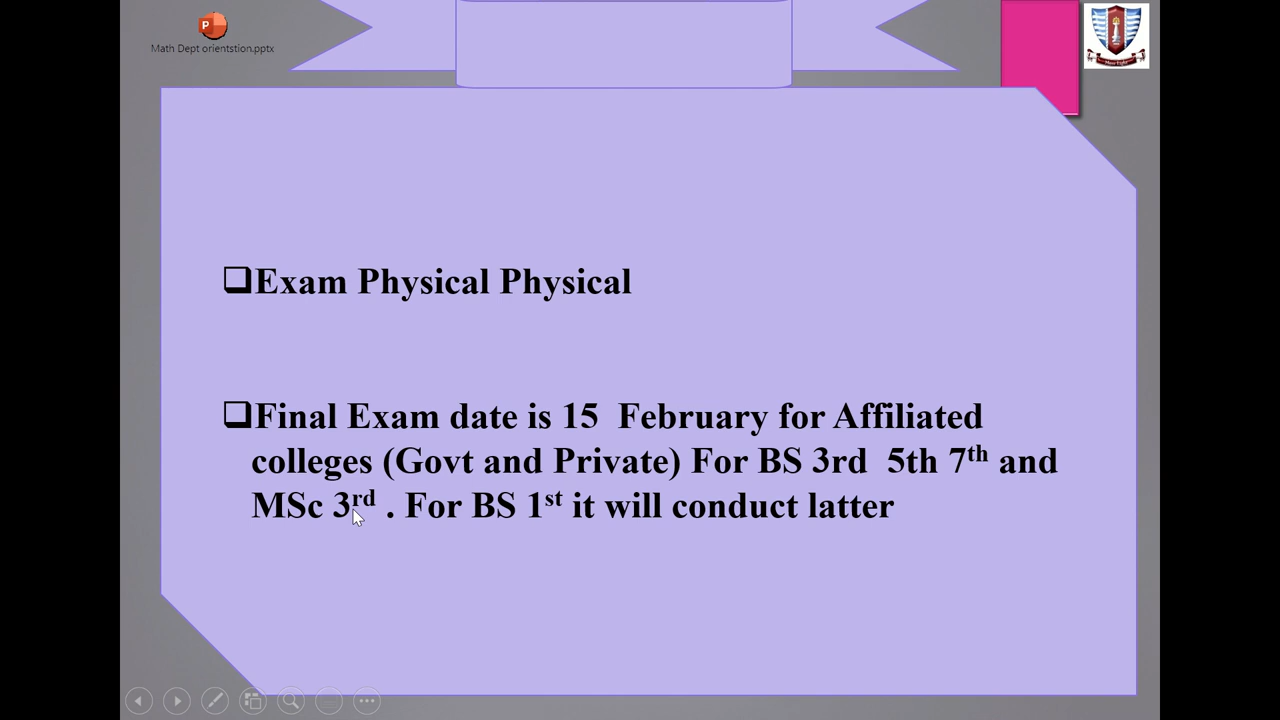 Math Dept orientstion.pptx
❑Exam Physical Physical
❑Final Exam date is 15 February for Affiliated
colleges (Govt and Private) For BS 3rd 5th 7th and
MSc 3rd . For BS 1st it will conduct latter